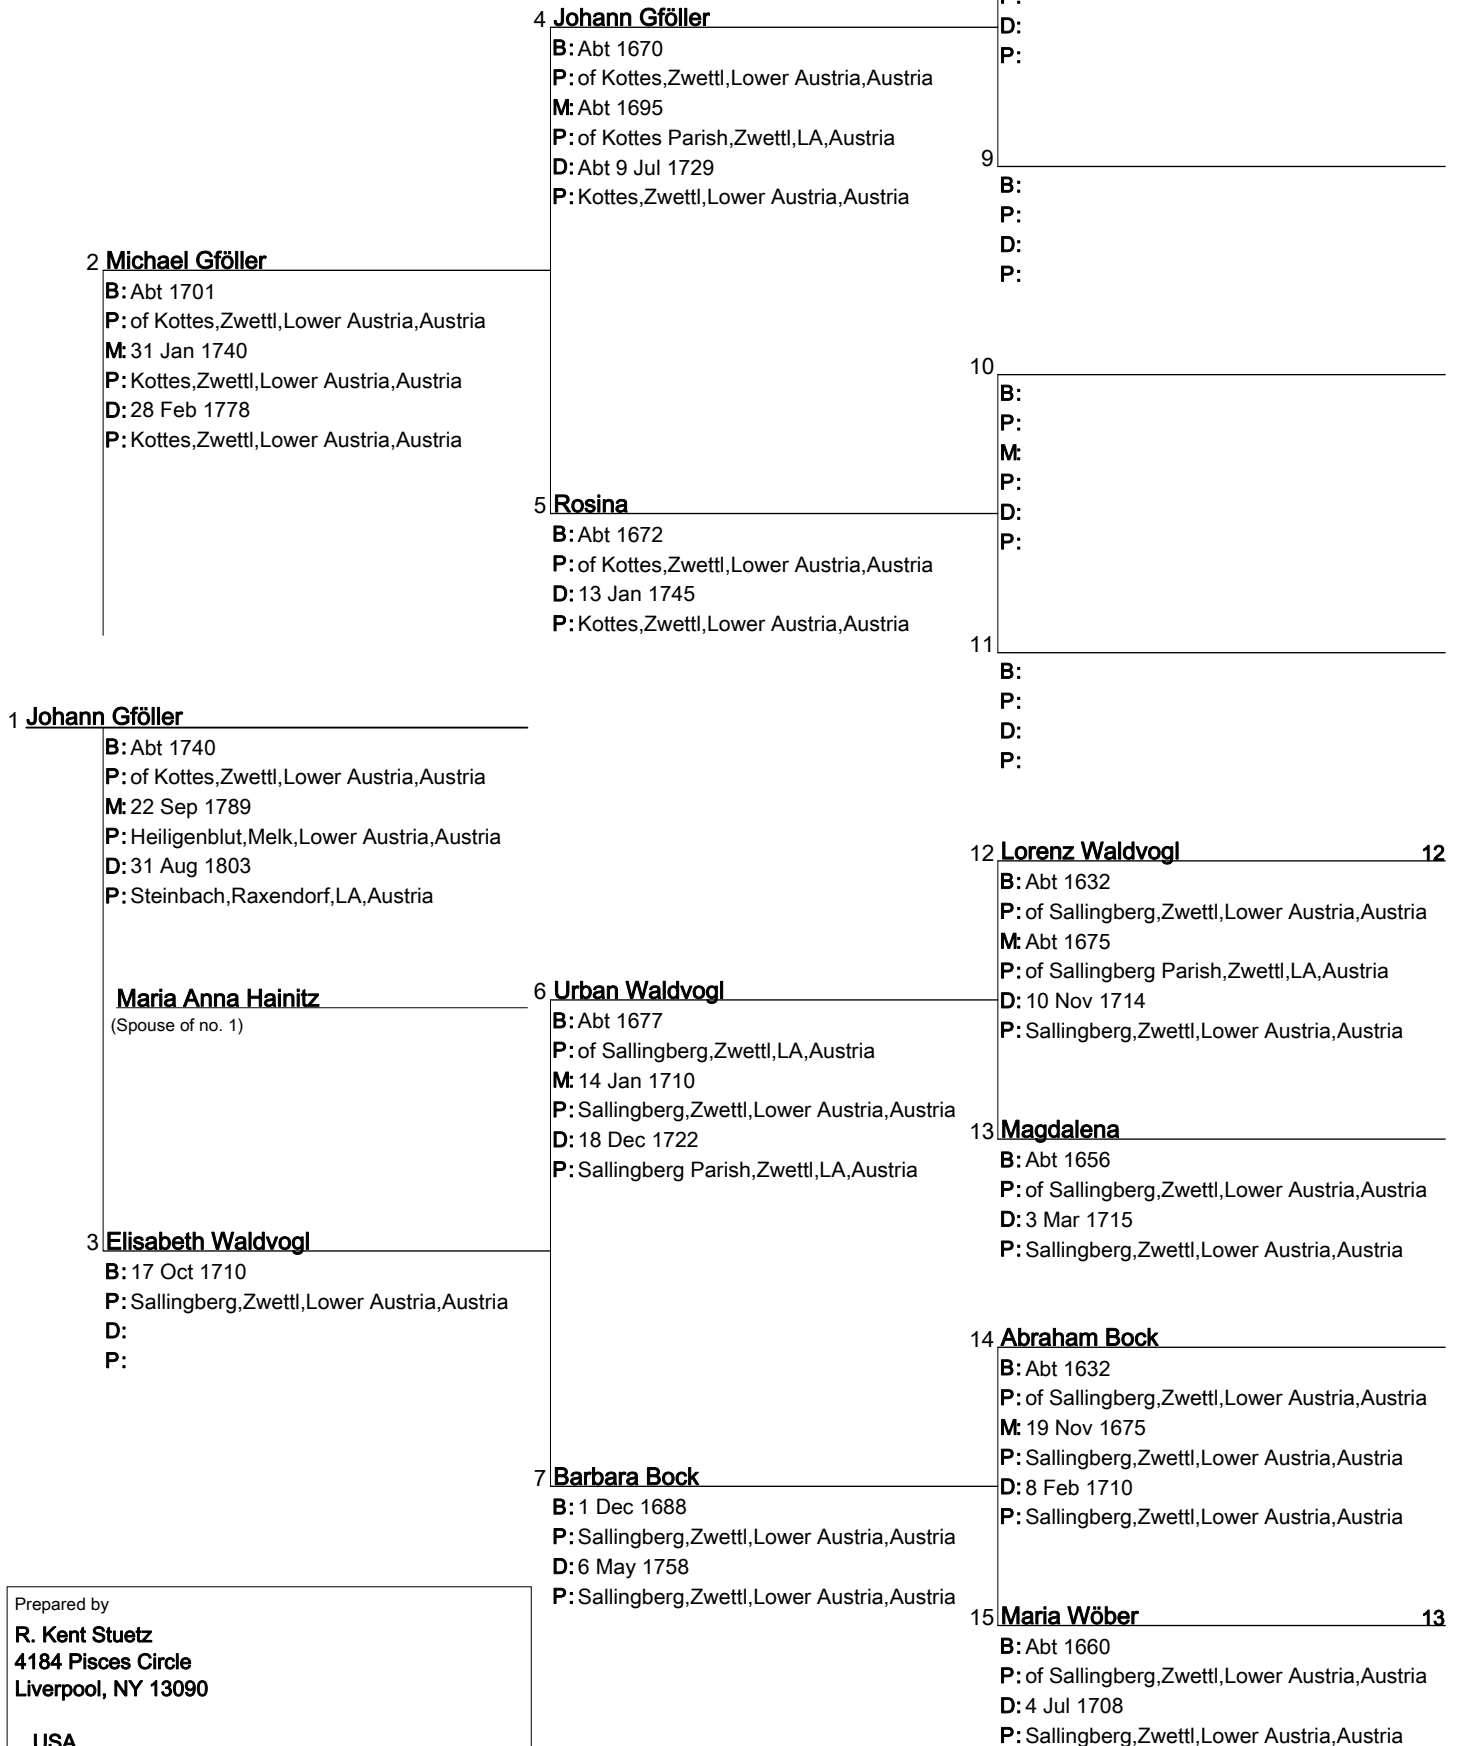 P:
4 Johann Gföller
D:
B: Abt 1670
P:
P: of Kottes,Zwettl,Lower Austria,Austria
M: Abt 1695
P: of Kottes Parish,Zwettl,LA,Austria
D: Abt 9 Jul 1729
P: Kottes,Zwettl,Lower Austria,Austria
9
B:
P:
D:
P:
2 Michael Gföller
B: Abt 1701
P: of Kottes,Zwettl,Lower Austria,Austria
M: 31 Jan 1740
P: Kottes,Zwettl,Lower Austria,Austria
D: 28 Feb 1778
P: Kottes,Zwettl,Lower Austria,Austria
10
B:
P:
M:
P:
D:
P:
5 Rosina
B: Abt 1672
P: of Kottes,Zwettl,Lower Austria,Austria
D: 13 Jan 1745
P: Kottes,Zwettl,Lower Austria,Austria
11
B:
P:
D:
P:
1 Johann Gföller
B: Abt 1740
P: of Kottes,Zwettl,Lower Austria,Austria
M: 22 Sep 1789
P: Heiligenblut,Melk,Lower Austria,Austria
D: 31 Aug 1803
P: Steinbach,Raxendorf,LA,Austria
Maria Anna Hainitz
(Spouse of no. 1)
12 Lorenz Waldvogl 12
B: Abt 1632
P: of Sallingberg,Zwettl,Lower Austria,Austria
M: Abt 1675
P: of Sallingberg Parish,Zwettl,LA,Austria
D: 10 Nov 1714
P: Sallingberg,Zwettl,Lower Austria,Austria
6 Urban Waldvogl
B: Abt 1677
P: of Sallingberg,Zwettl,LA,Austria
M: 14 Jan 1710
P: Sallingberg,Zwettl,Lower Austria,Austria
D: 18 Dec 1722
P: Sallingberg Parish,Zwettl,LA,Austria
13 Magdalena
B: Abt 1656
P: of Sallingberg,Zwettl,Lower Austria,Austria
D: 3 Mar 1715
P: Sallingberg,Zwettl,Lower Austria,Austria
3 Elisabeth Waldvogl
B: 17 Oct 1710
P: Sallingberg,Zwettl,Lower Austria,Austria
D:
P:
14 Abraham Bock
B: Abt 1632
P: of Sallingberg,Zwettl,Lower Austria,Austria
M: 19 Nov 1675
P: Sallingberg,Zwettl,Lower Austria,Austria
D: 8 Feb 1710
P: Sallingberg,Zwettl,Lower Austria,Austria
7 Barbara Bock
B: 1 Dec 1688
P: Sallingberg,Zwettl,Lower Austria,Austria
D: 6 May 1758
P: Sallingberg,Zwettl,Lower Austria,Austria
15 Maria Wöber 13
B: Abt 1660
P: of Sallingberg,Zwettl,Lower Austria,Austria
D: 4 Jul 1708
P: Sallingberg,Zwettl,Lower Austria,Austria
Prepared by
R. Kent Stuetz
4184 Pisces Circle
Liverpool, NY 13090
USA